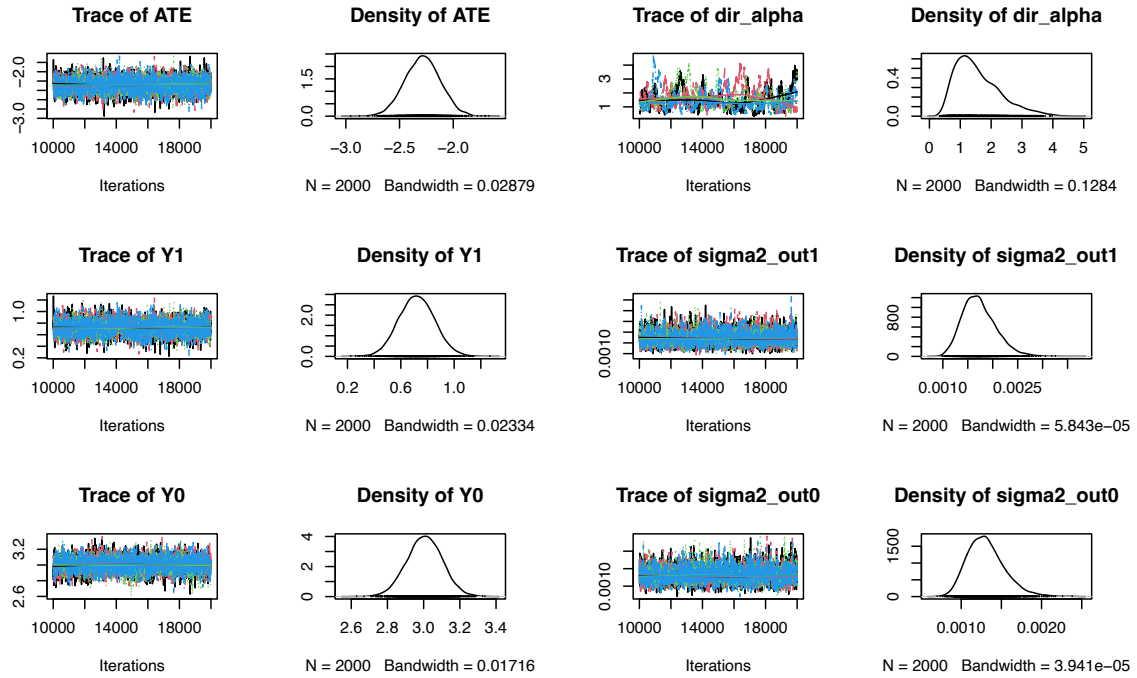 Trace of ATE
−2.0
−3.0
10000 14000 18000
Iterations
Density of ATE
1.5
0.0
−3.0 −2.5 −2.0
N = 2000 Bandwidth = 0.02879
Trace of dir_alpha
3
1
10000 14000 18000
Iterations
Density of dir_alpha
0.4
0.0
0 1 2 3 4 5
N = 2000 Bandwidth = 0.1284
Trace of Y1
1.0
0.2
10000 14000 18000
Iterations
Density of Y1
2.0
0.0
0.2 0.6 1.0
N = 2000 Bandwidth = 0.02334
Trace of sigma2_out1
0.0010
10000 14000 18000
Iterations
Density of sigma2_out1
800
0
0.0010 0.0025
N = 2000 Bandwidth = 5.843e−05
Trace of Y0
3.2
2.6
10000 14000 18000
Iterations
Density of Y0
4
2
0
2.6 2.8 3.0 3.2 3.4
N = 2000 Bandwidth = 0.01716
Trace of sigma2_out0
0.0010
10000 14000 18000
Iterations
Density of sigma2_out0
1500
0
0.0010 0.0020
N = 2000 Bandwidth = 3.941e−05